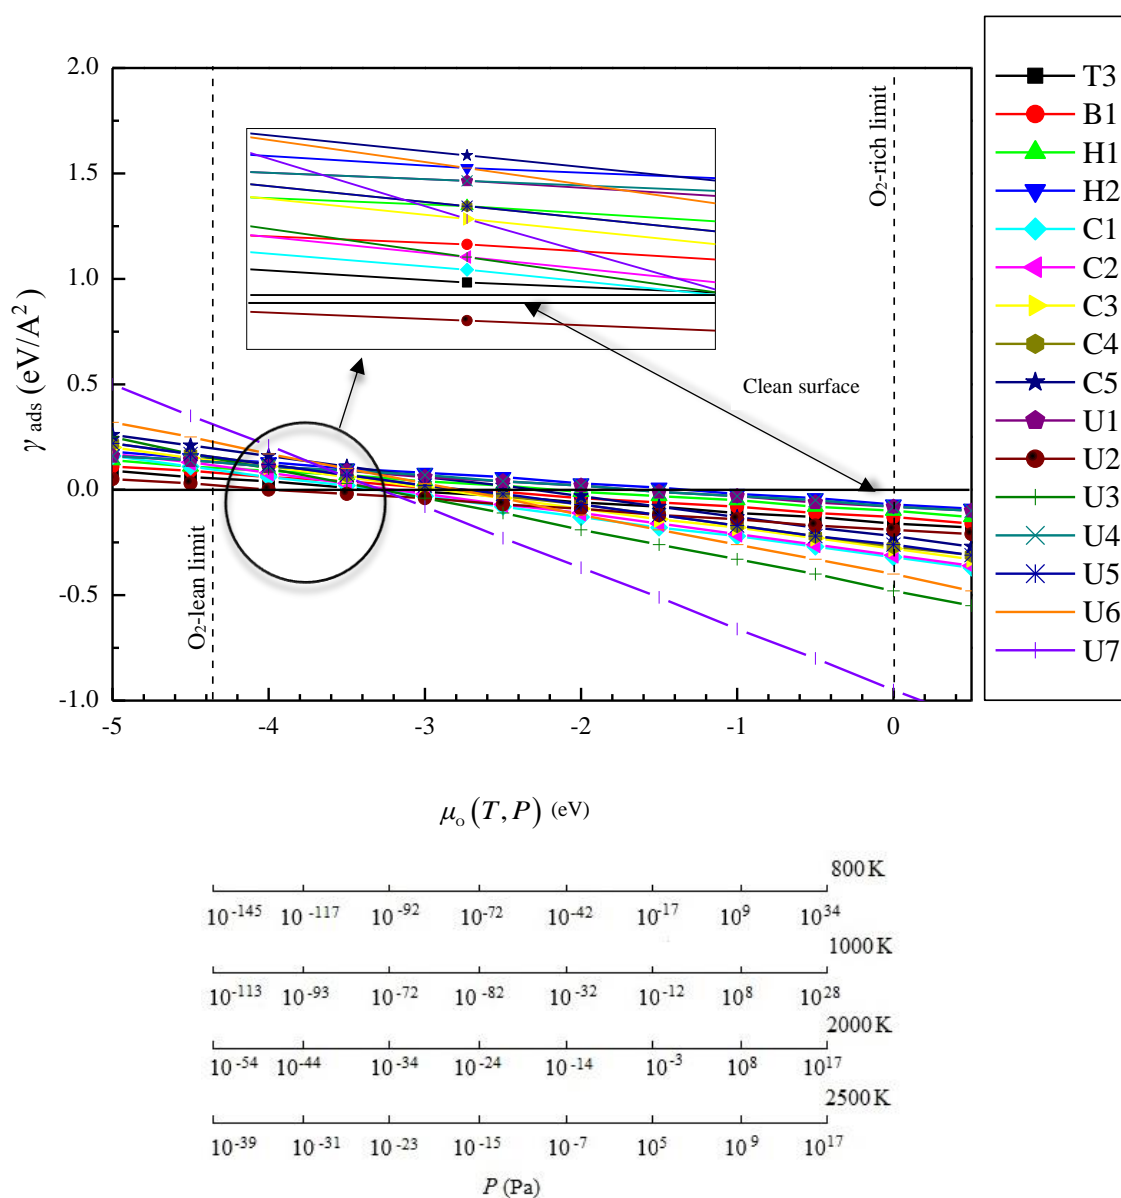 2.0
1.5
1.0
0.5
0.0
-0.5
-1.0
γ ads (eV/A²)
O₂-lean limit
O₂-rich limit
Clean surface
-5 -4 -3 -2 -1 0
μₒ(T, P) (eV)
T3
B1
H1
H2
C1
C2
C3
C4
C5
U1
U2
U3
U4
U5
U6
U7
800 K
10⁻¹⁴⁵ 10⁻¹¹⁷ 10⁻⁹² 10⁻⁷² 10⁻⁴² 10⁻¹⁷ 10⁹ 10³⁴
1000 K
10⁻¹¹³ 10⁻⁹³ 10⁻⁷² 10⁻⁸² 10⁻³² 10⁻¹² 10⁸ 10²⁸
2000 K
10⁻⁵⁴ 10⁻⁴⁴ 10⁻³⁴ 10⁻²⁴ 10⁻¹⁴ 10⁻³ 10⁸ 10¹⁷
2500 K
10⁻³⁹ 10⁻³¹ 10⁻²³ 10⁻¹⁵ 10⁻⁷ 10⁵ 10⁹ 10¹⁷
P (Pa)